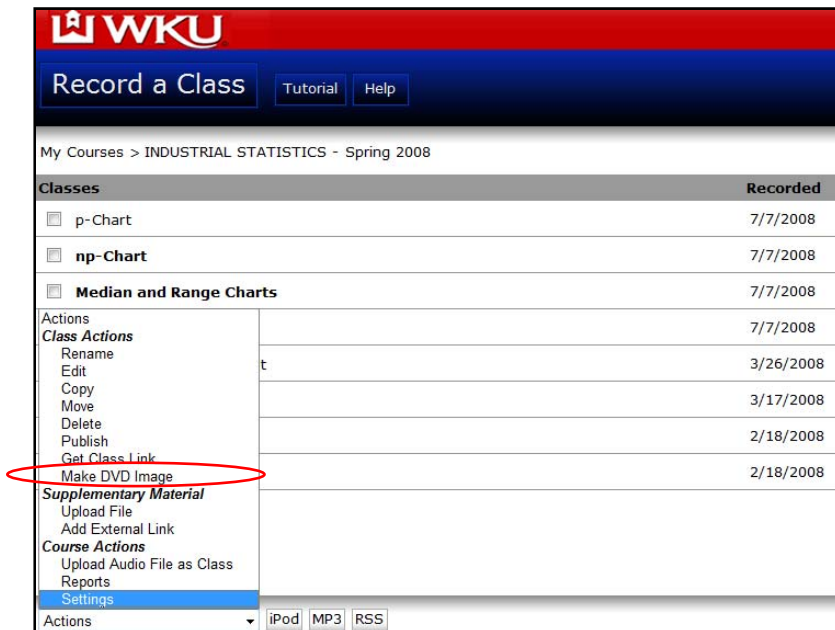 WKU
Record a Class Tutorial Help
My Courses > INDUSTRIAL STATISTICS - Spring 2008
Classes Recorded
p-Chart 7/7/2008
np-Chart 7/7/2008
Median and Range Charts 7/7/2008
7/7/2008
t 3/26/2008
3/17/2008
2/18/2008
2/18/2008
Actions
Class Actions
Rename
Edit
Copy
Move
Delete
Publish
Get Class Link
Make DVD Image
Supplementary Material
Upload File
Add External Link
Course Actions
Upload Audio File as Class
Reports
Settings
Actions iPod MP3 RSS